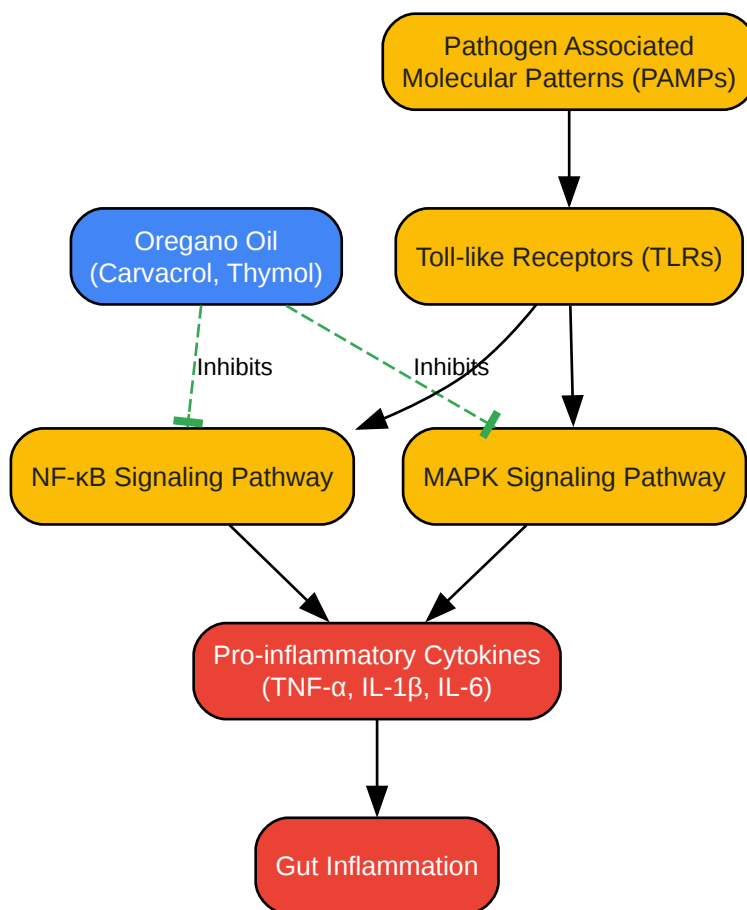 Pathogen Associated
Molecular Patterns (PAMPs)
Oregano Oil
(Carvacrol, Thymol)
Toll-like Receptors (TLRs)
Inhibits
Inhibits
NF-κB Signaling Pathway
MAPK Signaling Pathway
Pro-inflammatory Cytokines
(TNF-α, IL-1β, IL-6)
Gut Inflammation